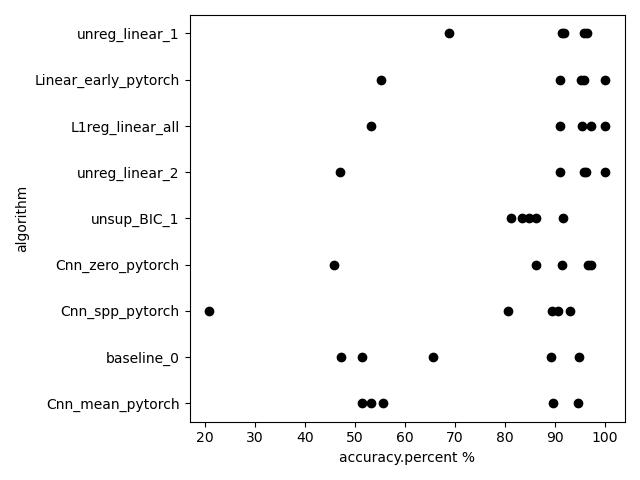 unreg_linear_1
Linear_early_pytorch
L1reg_linear_all
unreg_linear_2
unsup_BIC_1
Cnn_zero_pytorch
Cnn_spp_pytorch
baseline_0
Cnn_mean_pytorch
algorithm
20 30 40 50 60 70 80 90 100
accuracy.percent %